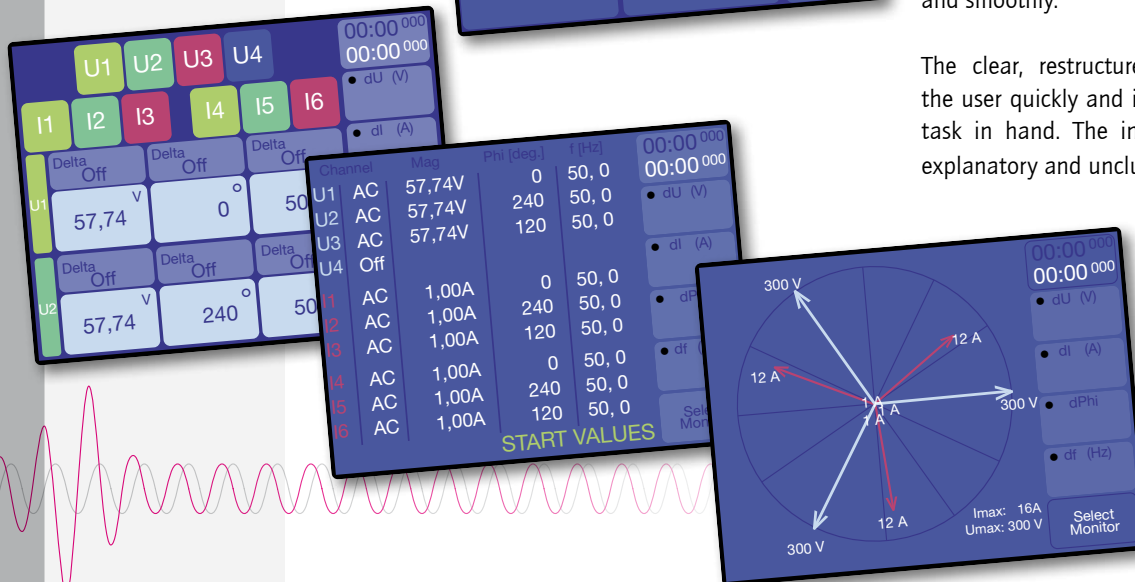 and smoothly.
The clear, restructure
the user quickly and i
task in hand. The in
explanatory and unclu
U1 U2 U3 U4
I1 I2 I3 I4 I5 I6
00:00 000
00:00 000
dU (V)
dI (A)
Delta Off Delta Off Delta Off
U1 57,74 V 0 ° 50
Delta Off Delta Off Delta Off
U2 57,74 V 240 ° 50
Channel Mag Phi [deg.] f [Hz]
U1 AC 57,74V 0 50, 0
U2 AC 57,74V 240 50, 0
U3 AC 57,74V 120 50, 0
U4 Off
I1 AC 1,00A 0 50, 0
I2 AC 1,00A 240 50, 0
I3 AC 1,00A 120 50, 0
I4 AC 1,00A 0 50, 0
I5 AC 1,00A 240 50, 0
I6 AC 1,00A 120 50, 0
START VALUES
00:00 000
00:00 000
dU (V)
dI (A)
dP
df
Sele
Mon
300 V
12 A
12 A
300 V
1 A
1 A
1 A
12 A
300 V
Imax: 16A
Umax: 300 V
00:00 000
00:00 000
dU (V)
dI (A)
dPhi
df (Hz)
Select
Monitor